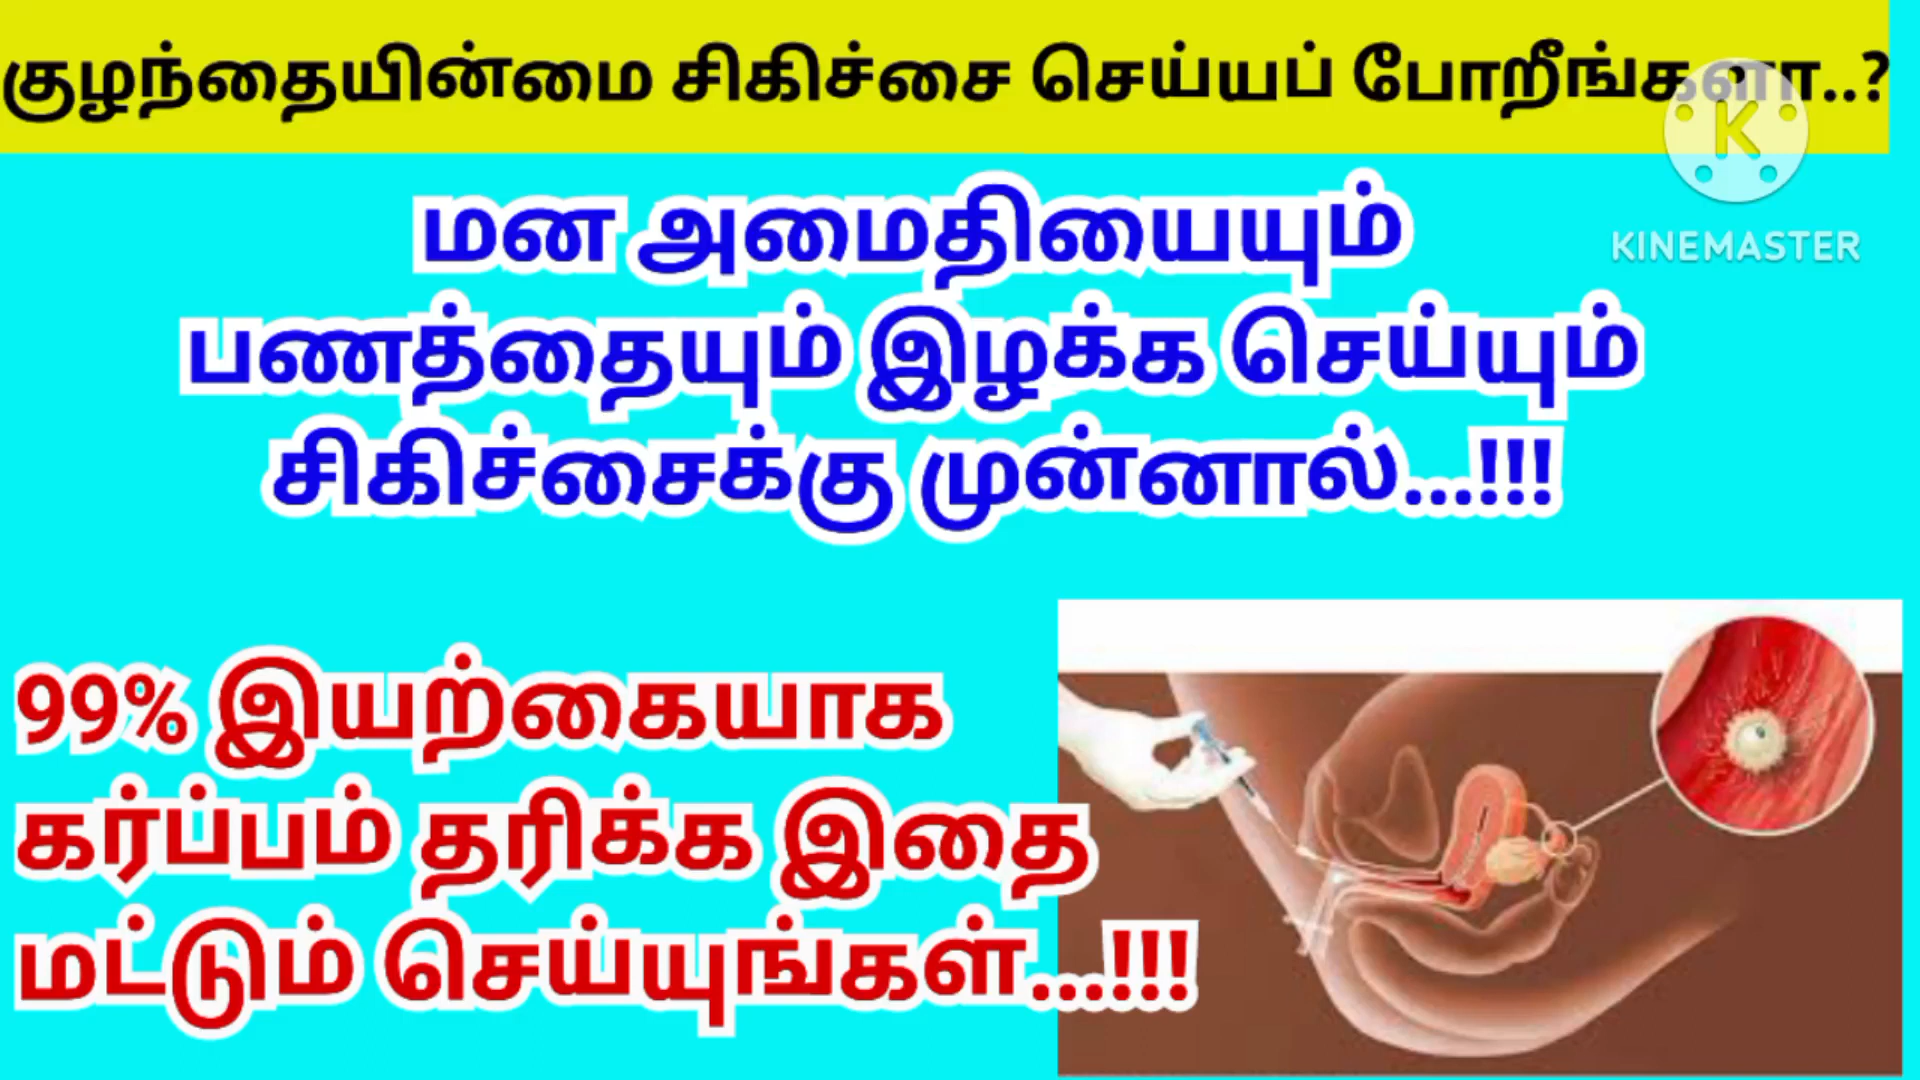 குழந்தையின்மை சிகிச்சை செய்யப் போறீங்களா..?
K
KINEMASTER
மன அமைதியையும்
பணத்தையும் இழக்க செய்யும்
சிகிச்சைக்கு முன்னால்...!!!
99% இயற்கையாக
கர்ப்பம் தரிக்க இதை
மட்டும் செய்யுங்கள்...!!!